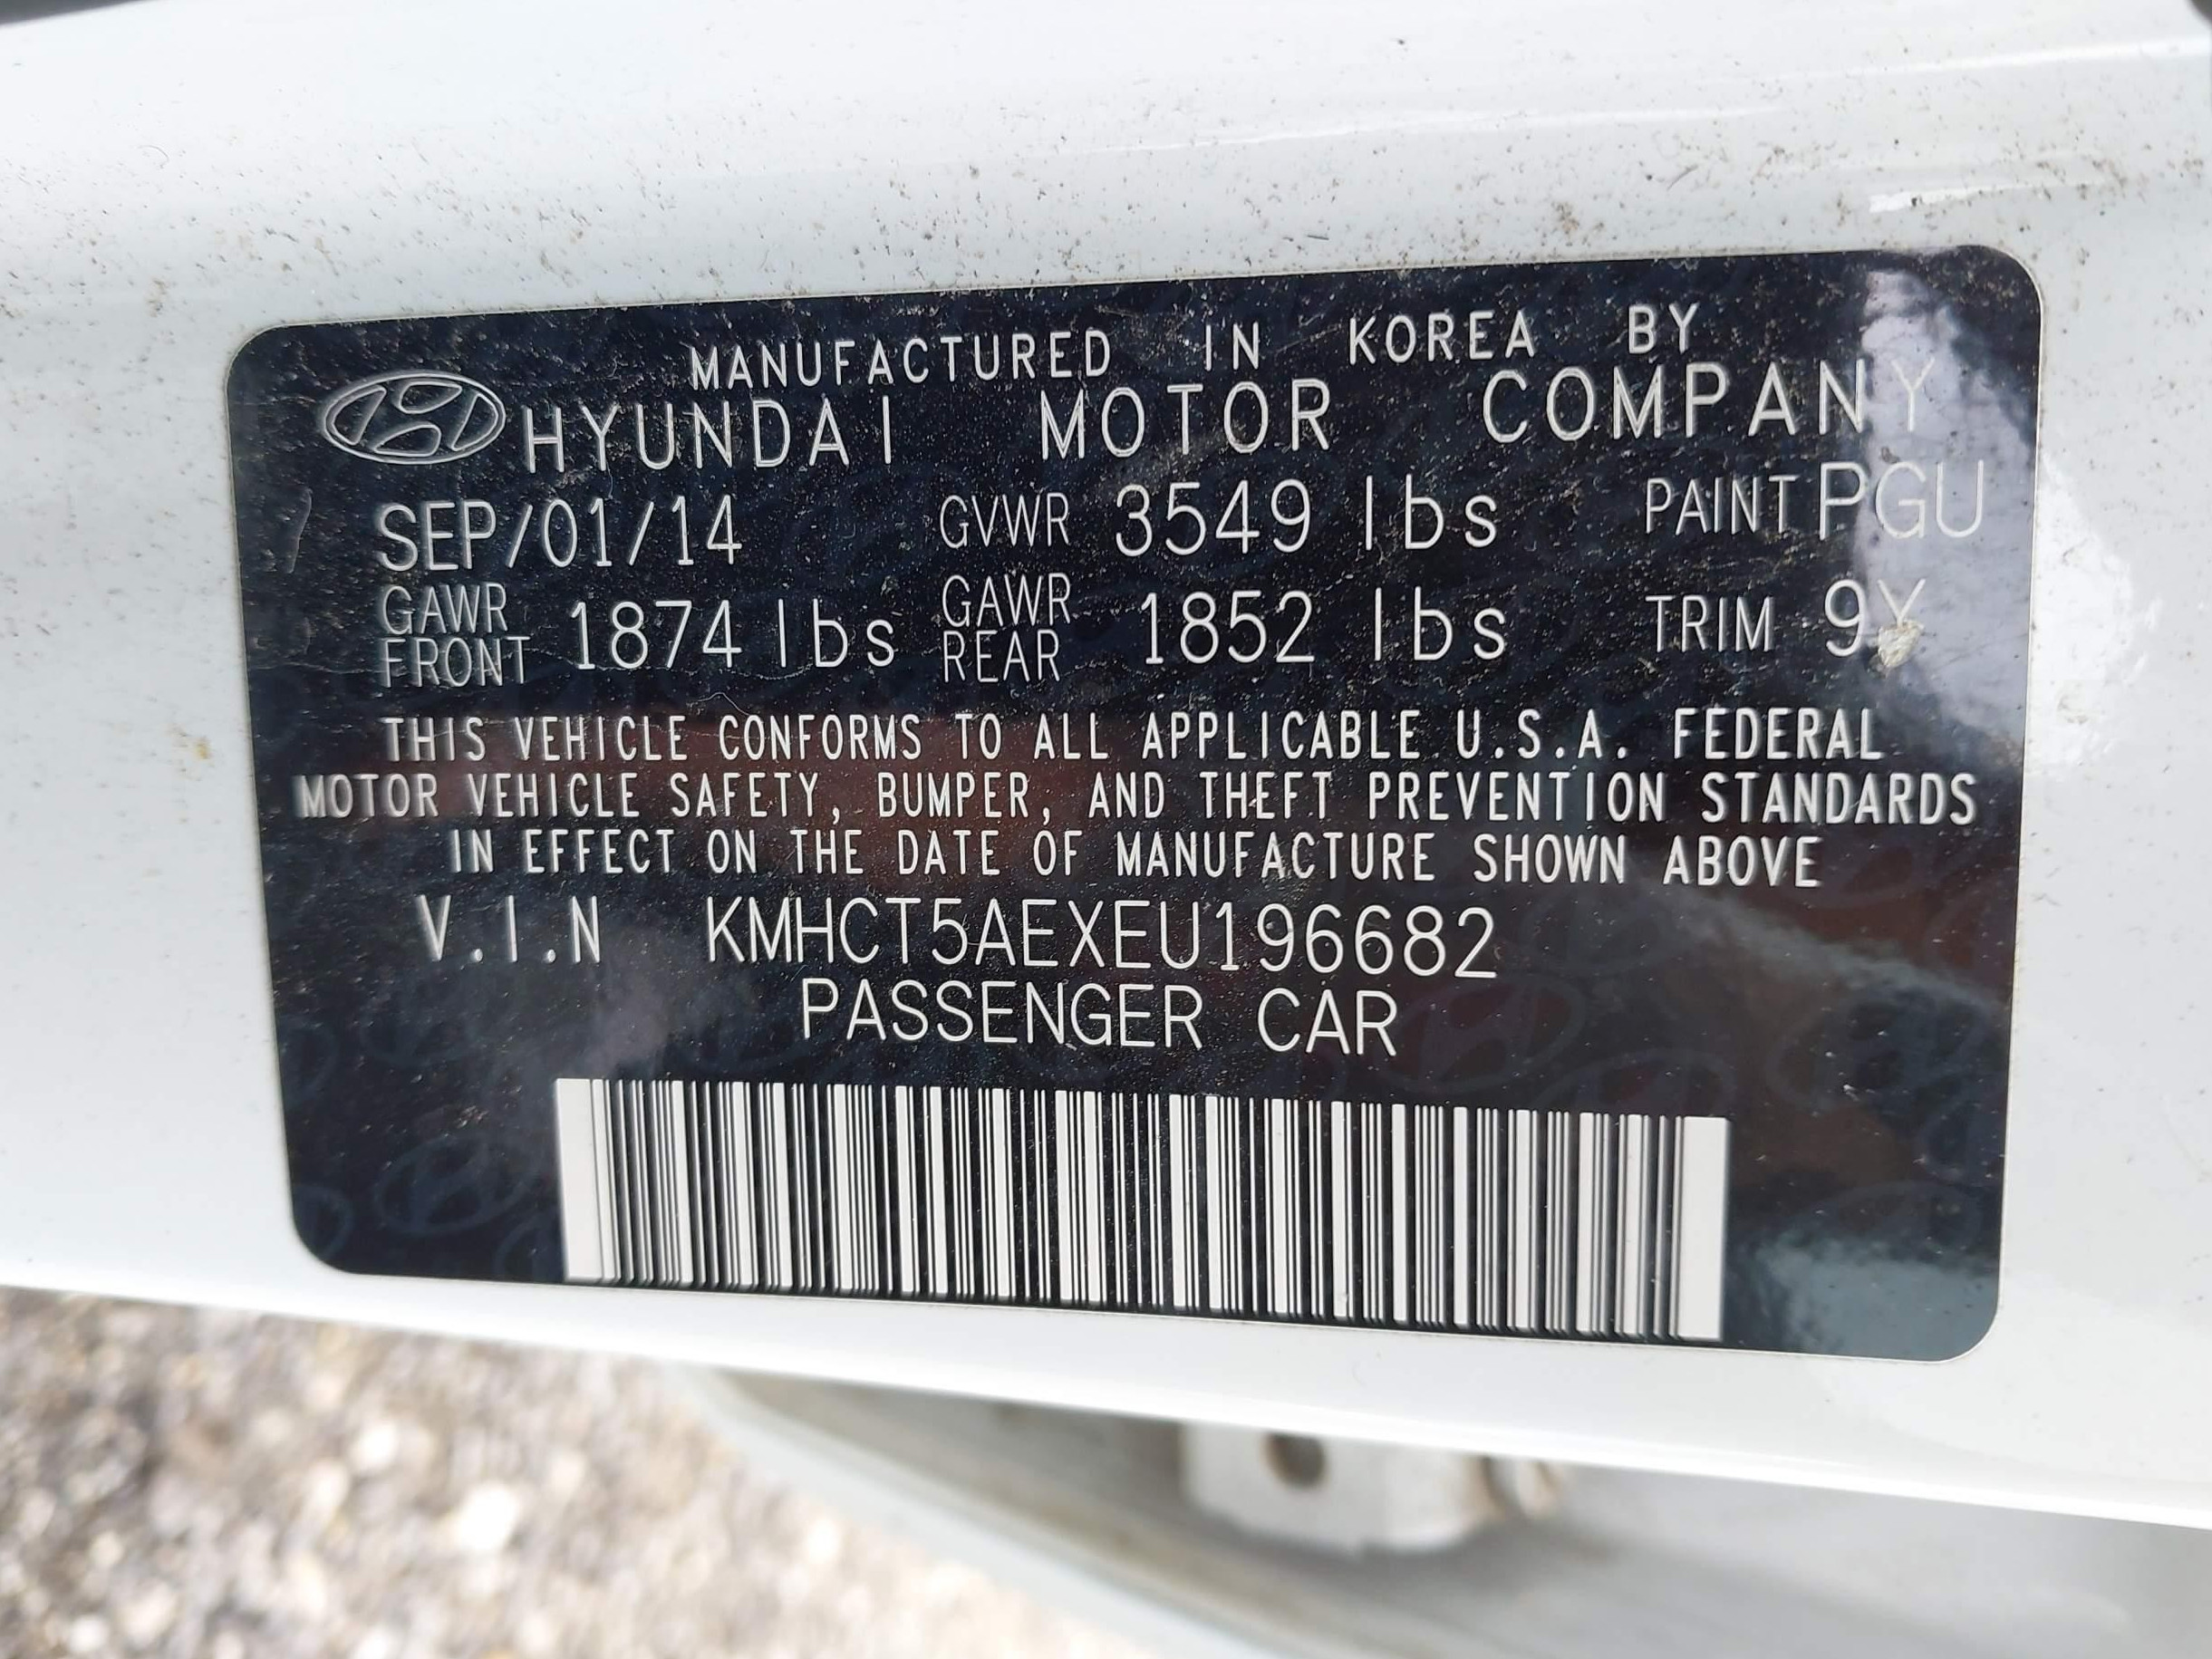 MANUFACTURED IN KOREA BY
HYUNDAI MOTOR COMPANY
SEP/01/14 GVWR 3549 lbs PAINT PGU
GAWR FRONT 1874 lbs GAWR REAR 1852 lbs TRIM 9Y
THIS VEHICLE CONFORMS TO ALL APPLICABLE U.S.A. FEDERAL
MOTOR VEHICLE SAFETY, BUMPER, AND THEFT PREVENTION STANDARDS
IN EFFECT ON THE DATE OF MANUFACTURE SHOWN ABOVE
V.I.N KMHCT5AEXEU196682
PASSENGER CAR